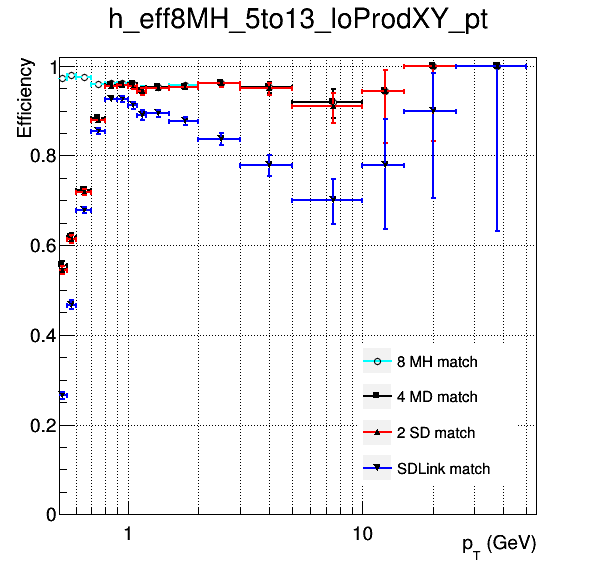 h_eff8MH_5to13_loProdXY_pt
Efficiency
1
0.8
0.6
0.4
0.2
0
8 MH match
4 MD match
2 SD match
SDLink match
1
10
p_T (GeV)